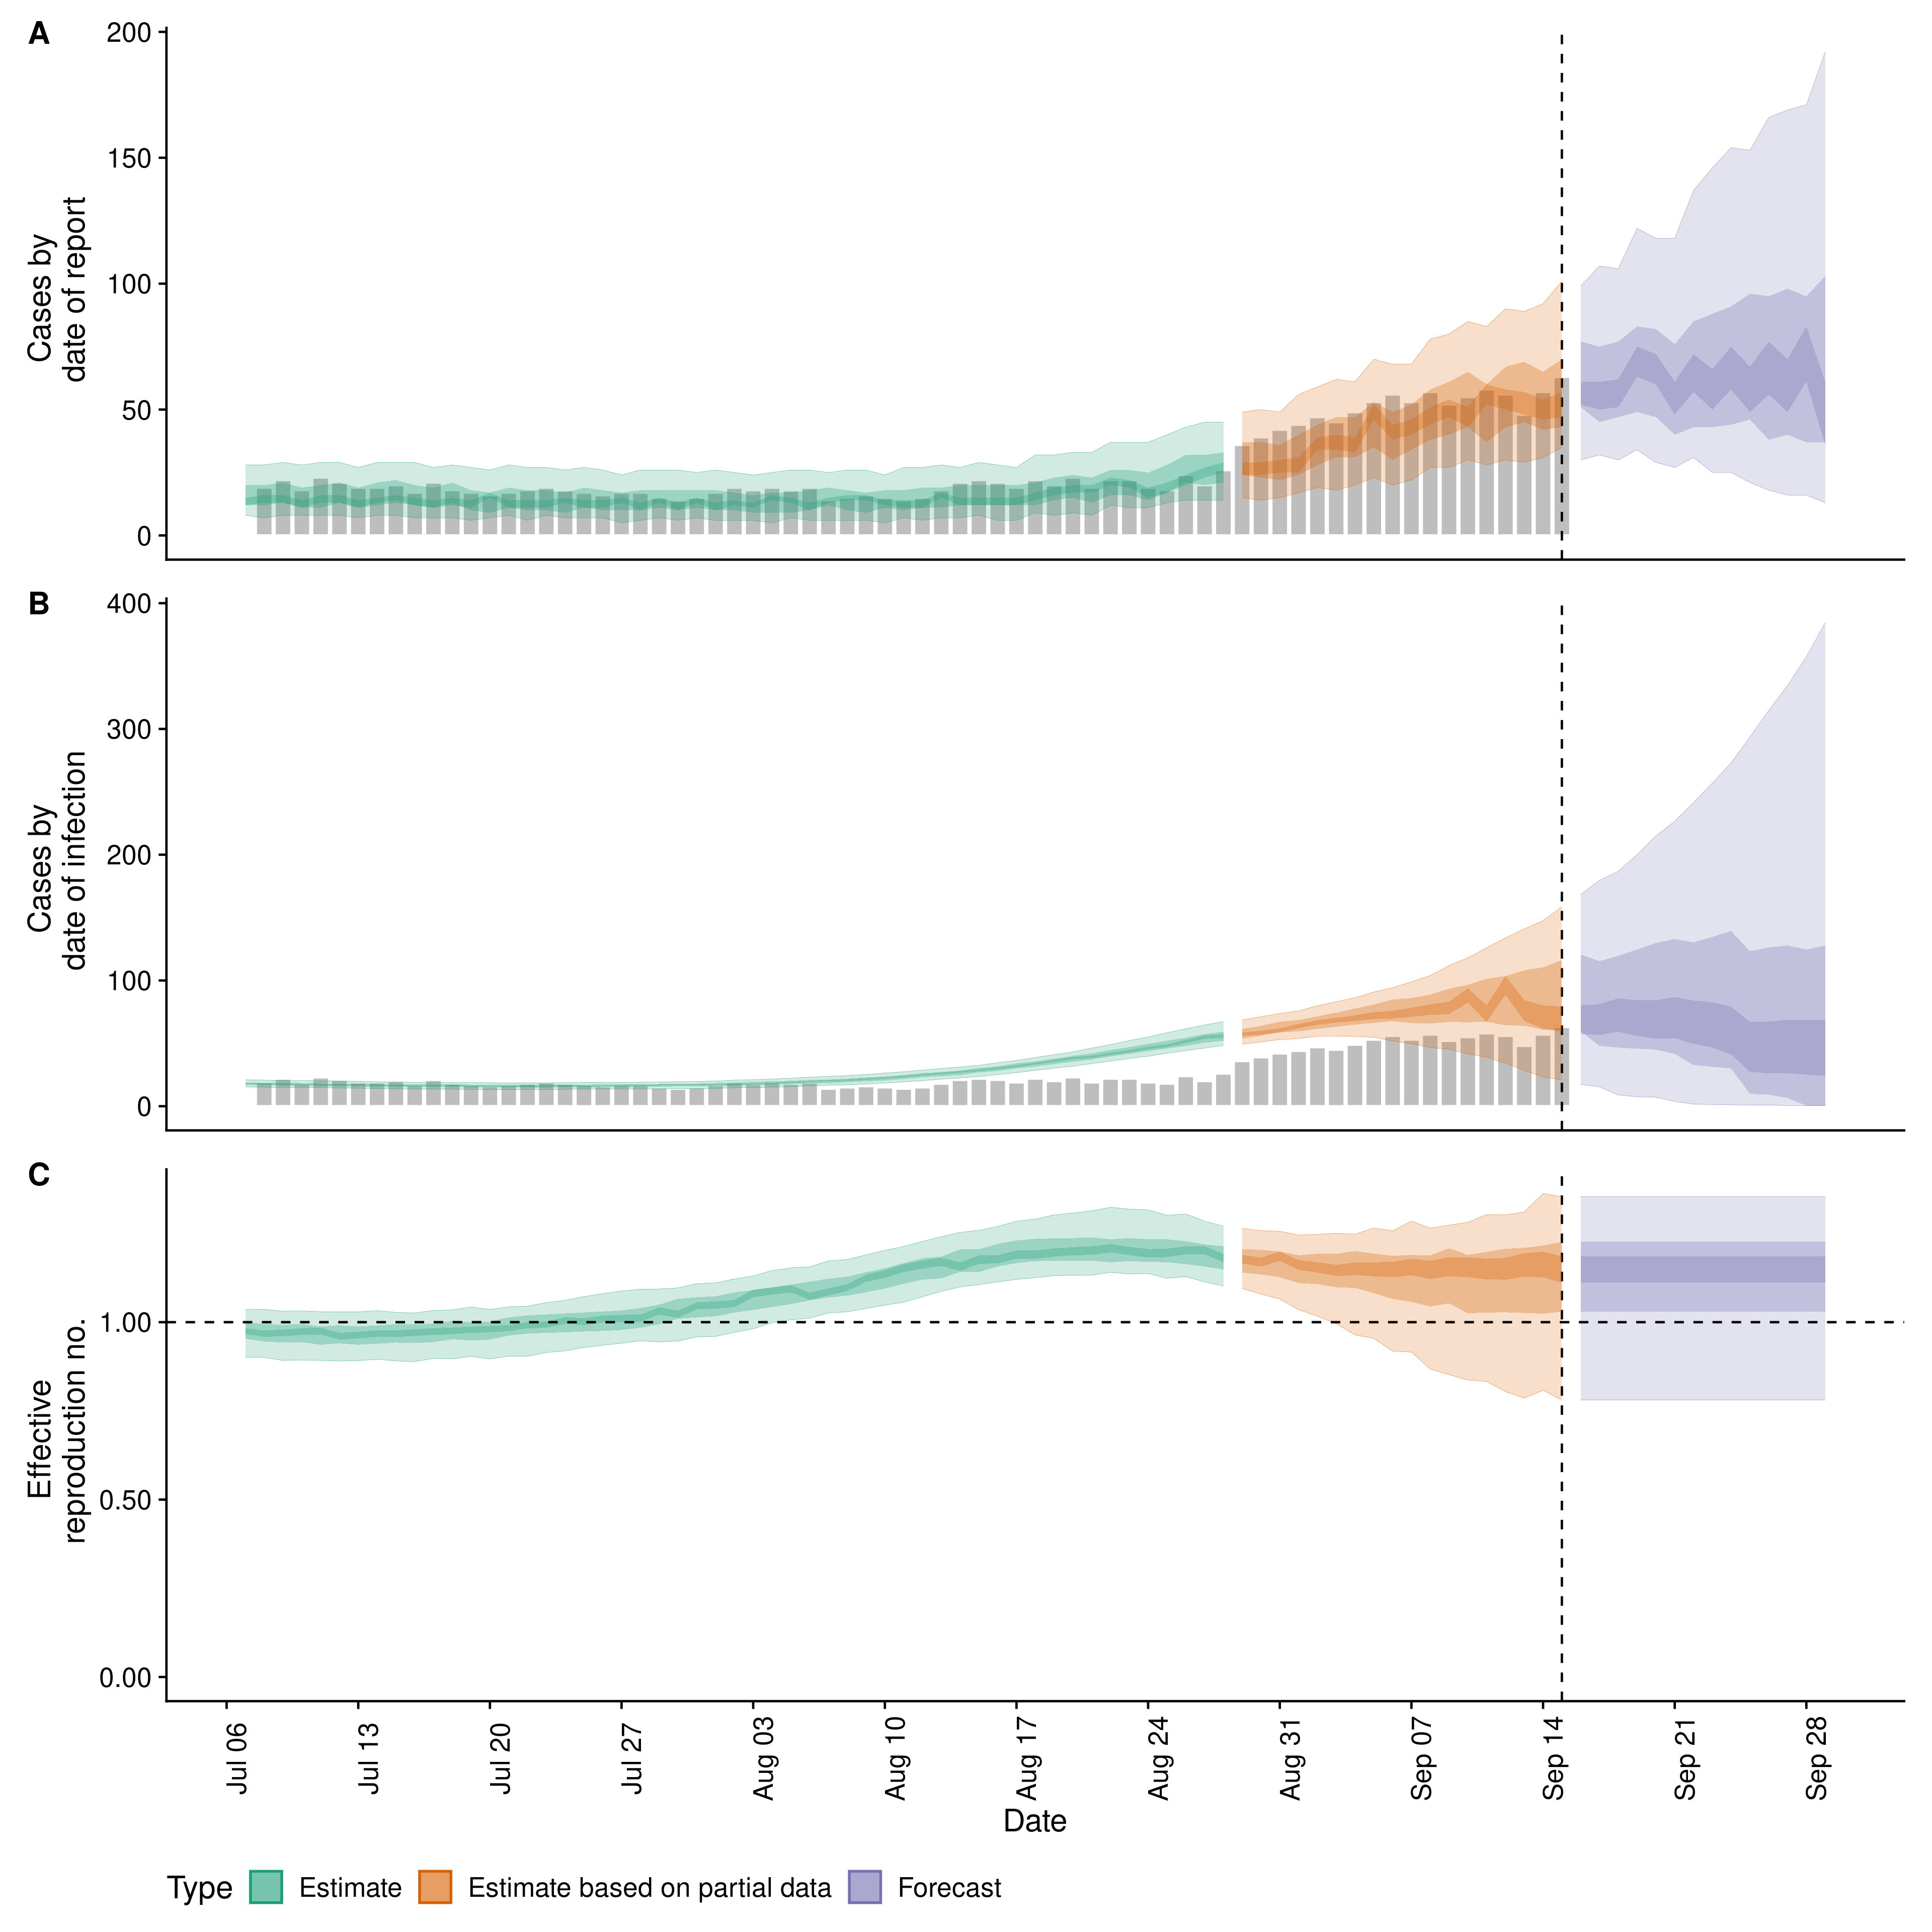 A
200
150
100
50
0
Cases by
date of report
B
400
300
200
100
0
Cases by
date of infection
C
1.00
0.50
0.00
Effective
reproduction no.
Jul 06
Jul 13
Jul 20
Jul 27
Aug 03
Aug 10
Aug 17
Aug 24
Aug 31
Sep 07
Sep 14
Sep 21
Sep 28
Date
Type Estimate Estimate based on partial data Forecast